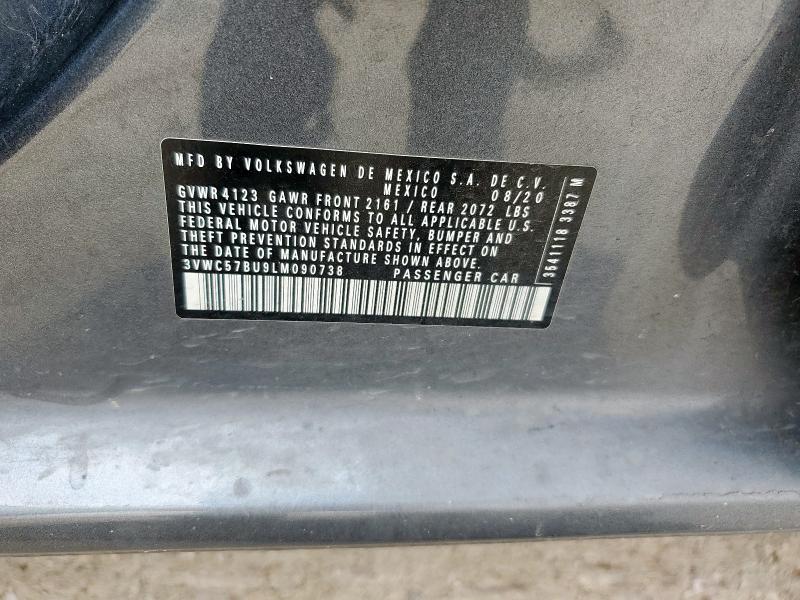 MFD BY VOLKSWAGEN DE MEXICO S.A. DE C.V.
MEXICO 08/20
GVWR 4123 GAWR FRONT 2161 / REAR 2072 LBS
THIS VEHICLE CONFORMS TO ALL APPLICABLE U.S.
FEDERAL MOTOR VEHICLE SAFETY, BUMPER AND
THEFT PREVENTION STANDARDS IN EFFECT ON
THE DATE OF MANUFACTURE SHOWN ABOVE.
3VWC57BU9LM090738 PASSENGER CAR
3541118 3387 M